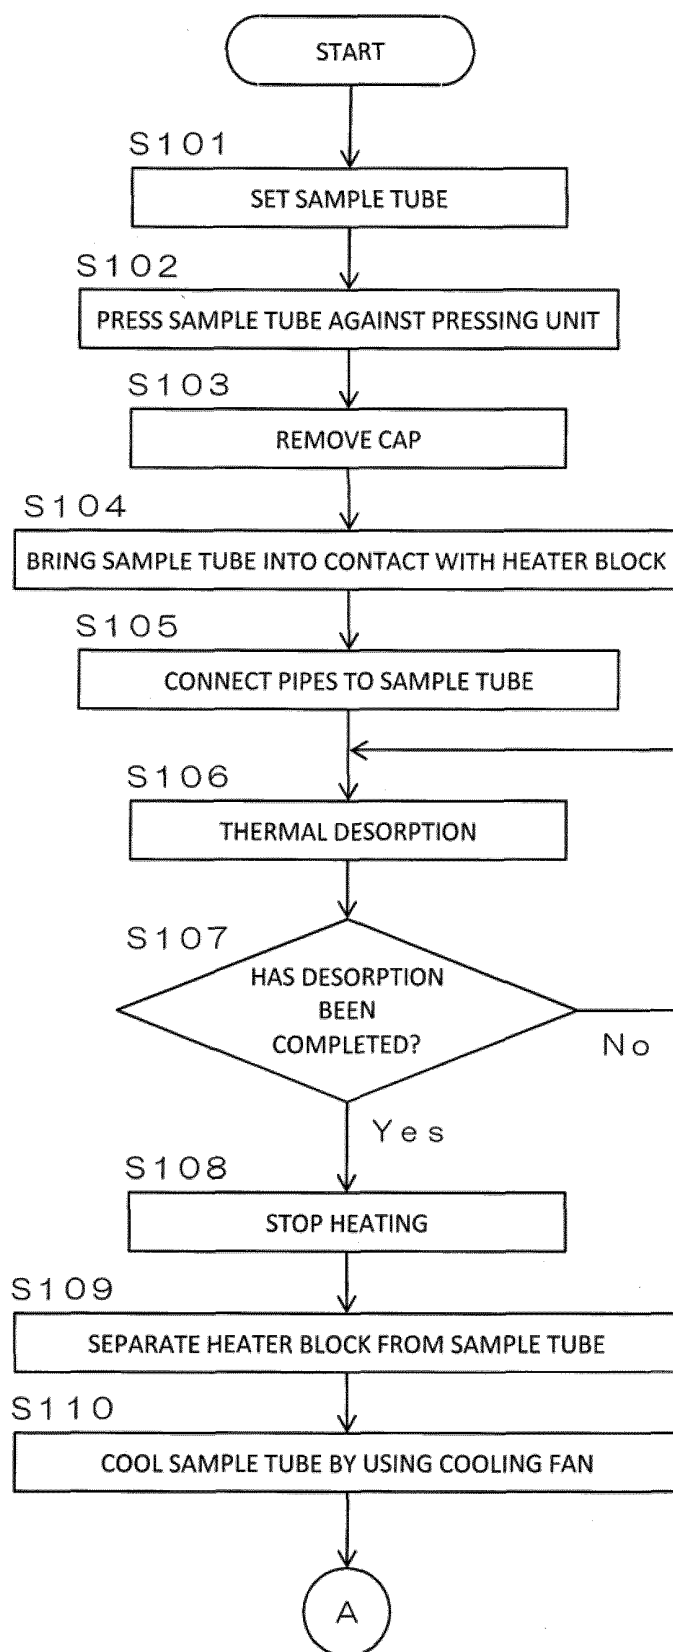 START
S101
SET SAMPLE TUBE
S102
PRESS SAMPLE TUBE AGAINST PRESSING UNIT
S103
REMOVE CAP
S104
BRING SAMPLE TUBE INTO CONTACT WITH HEATER BLOCK
S105
CONNECT PIPES TO SAMPLE TUBE
S106
THERMAL DESORPTION
S107
HAS DESORPTION
BEEN
COMPLETED?
No
Yes
S108
STOP HEATING
S109
SEPARATE HEATER BLOCK FROM SAMPLE TUBE
S110
COOL SAMPLE TUBE BY USING COOLING FAN
A